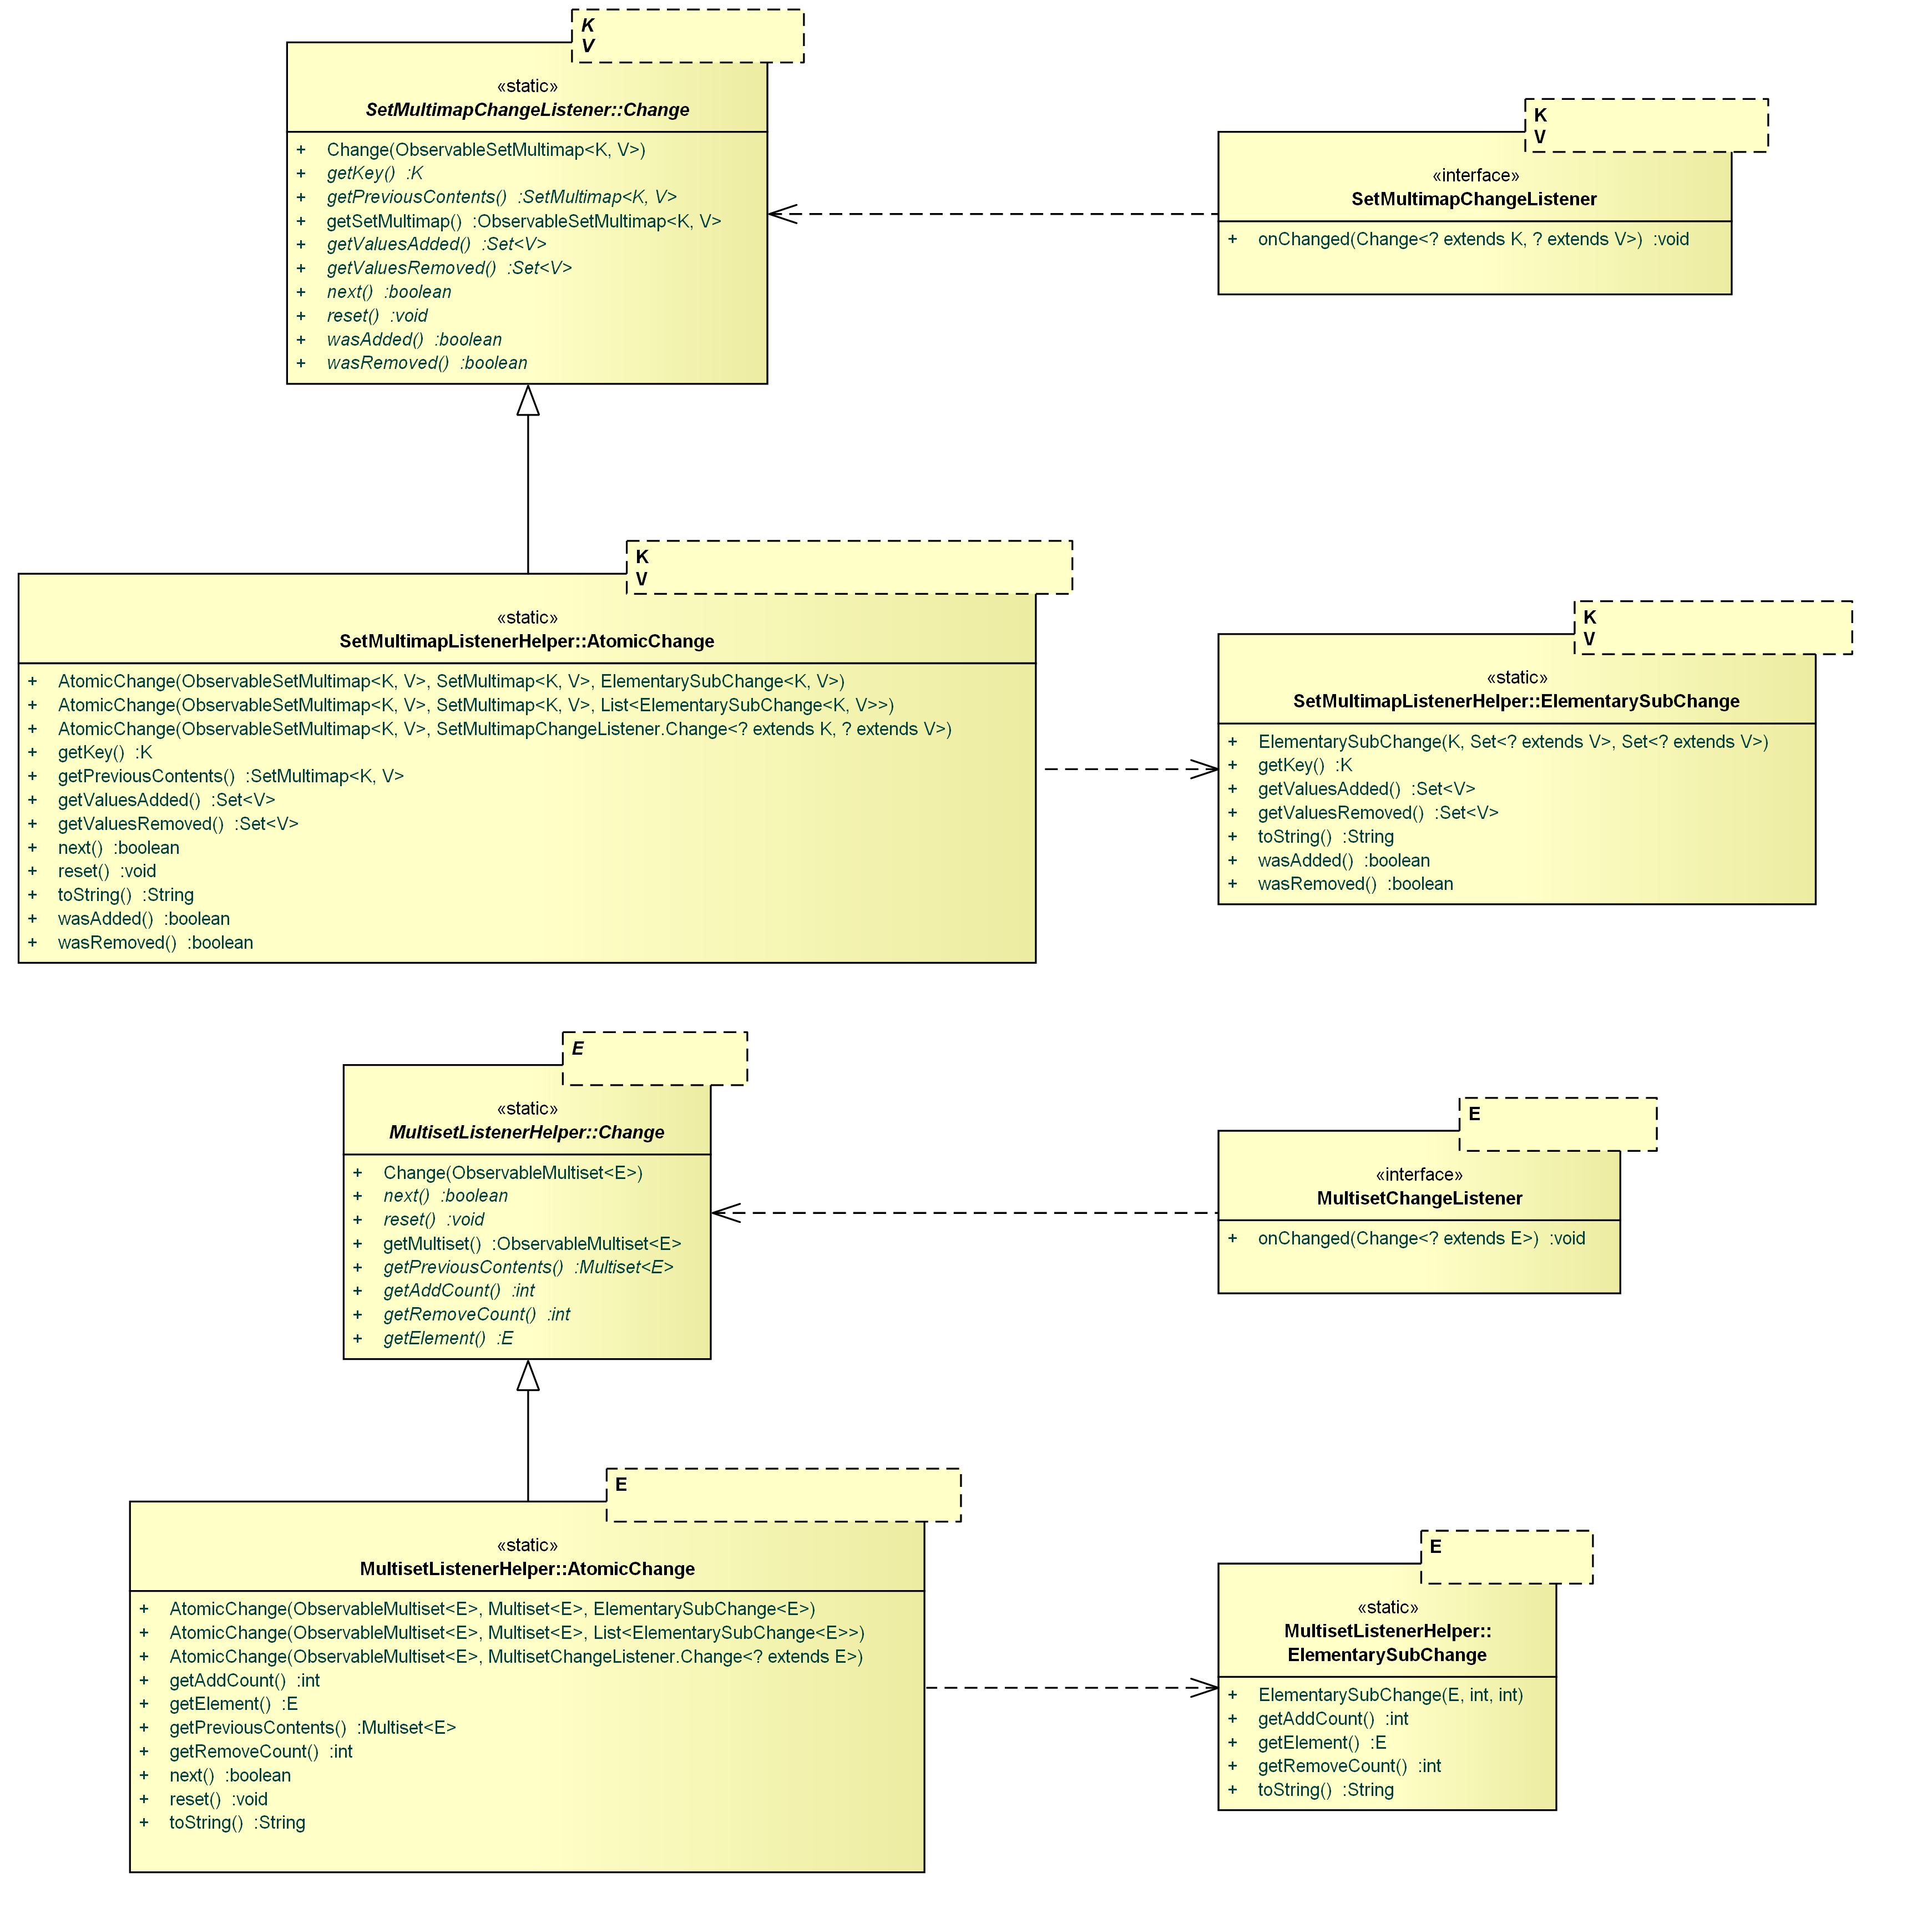 K
V
«static»
SetMultimapChangeListener::Change
+ Change(ObservableSetMultimap<K, V>)
+ getKey() :K
+ getPreviousContents() :SetMultimap<K, V>
+ getSetMultimap() :ObservableSetMultimap<K, V>
+ getValuesAdded() :Set<V>
+ getValuesRemoved() :Set<V>
+ next() :boolean
+ reset() :void
+ wasAdded() :boolean
+ wasRemoved() :boolean
K
V
«interface»
SetMultimapChangeListener
+ onChanged(Change<? extends K, ? extends V>) :void
K
V
«static»
SetMultimapListenerHelper::AtomicChange
+ AtomicChange(ObservableSetMultimap<K, V>, SetMultimap<K, V>, ElementarySubChange<K, V>)
+ AtomicChange(ObservableSetMultimap<K, V>, SetMultimap<K, V>, List<ElementarySubChange<K, V>>)
+ AtomicChange(ObservableSetMultimap<K, V>, SetMultimapChangeListener.Change<? extends K, ? extends V>)
+ getKey() :K
+ getPreviousContents() :SetMultimap<K, V>
+ getValuesAdded() :Set<V>
+ getValuesRemoved() :Set<V>
+ next() :boolean
+ reset() :void
+ toString() :String
+ wasAdded() :boolean
+ wasRemoved() :boolean
K
V
«static»
SetMultimapListenerHelper::ElementarySubChange
+ ElementarySubChange(K, Set<? extends V>, Set<? extends V>)
+ getKey() :K
+ getValuesAdded() :Set<V>
+ getValuesRemoved() :Set<V>
+ toString() :String
+ wasAdded() :boolean
+ wasRemoved() :boolean
E
«static»
MultisetListenerHelper::Change
+ Change(ObservableMultiset<E>)
+ next() :boolean
+ reset() :void
+ getMultiset() :ObservableMultiset<E>
+ getPreviousContents() :Multiset<E>
+ getAddCount() :int
+ getRemoveCount() :int
+ getElement() :E
E
«interface»
MultisetChangeListener
+ onChanged(Change<? extends E>) :void
E
«static»
MultisetListenerHelper::AtomicChange
+ AtomicChange(ObservableMultiset<E>, Multiset<E>, ElementarySubChange<E>)
+ AtomicChange(ObservableMultiset<E>, Multiset<E>, List<ElementarySubChange<E>>)
+ AtomicChange(ObservableMultiset<E>, MultisetChangeListener.Change<? extends E>)
+ getAddCount() :int
+ getElement() :E
+ getPreviousContents() :Multiset<E>
+ getRemoveCount() :int
+ next() :boolean
+ reset() :void
+ toString() :String
E
«static»
MultisetListenerHelper::
ElementarySubChange
+ ElementarySubChange(E, int, int)
+ getAddCount() :int
+ getElement() :E
+ getRemoveCount() :int
+ toString() :String